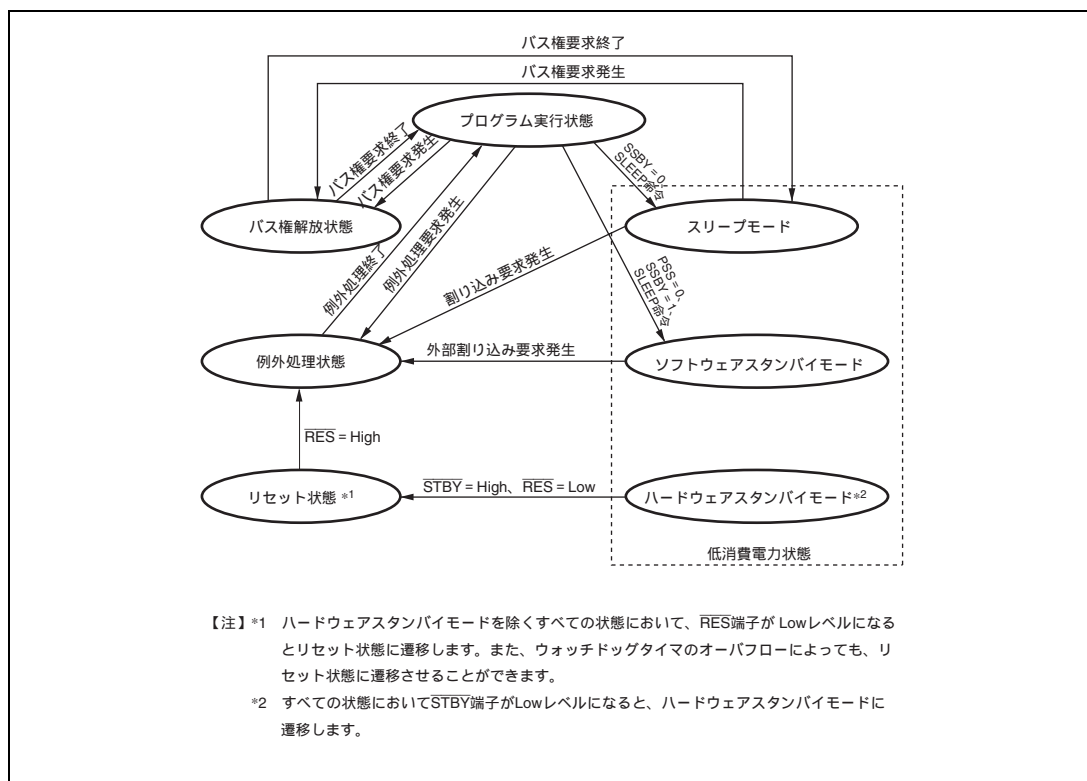 バス権要求終了
バス権要求発生
プログラム実行状態
バス権要求終了
バス権要求発生
SSBY=0、
SLEEP命令
バス権解放状態
スリープモード
例外処理終了
例外処理要求発生
割り込み要求発生
PSS=0、
SSBY=1、
SLEEP命令
例外処理状態
外部割り込み要求発生
ソフトウェアスタンバイモード
RES=High
リセット状態 *1
STBY=High、RES=Low
ハードウェアスタンバイモード*2
低消費電力状態
【注】*1 ハードウェアスタンバイモードを除くすべての状態において、RES端子が Lowレベルになる
とリセット状態に遷移します。また、ウォッチドッグタイマのオーバフローによっても、リ
セット状態に遷移させることができます。
*2 すべての状態においてSTBY端子がLowレベルになると、ハードウェアスタンバイモードに
遷移します。